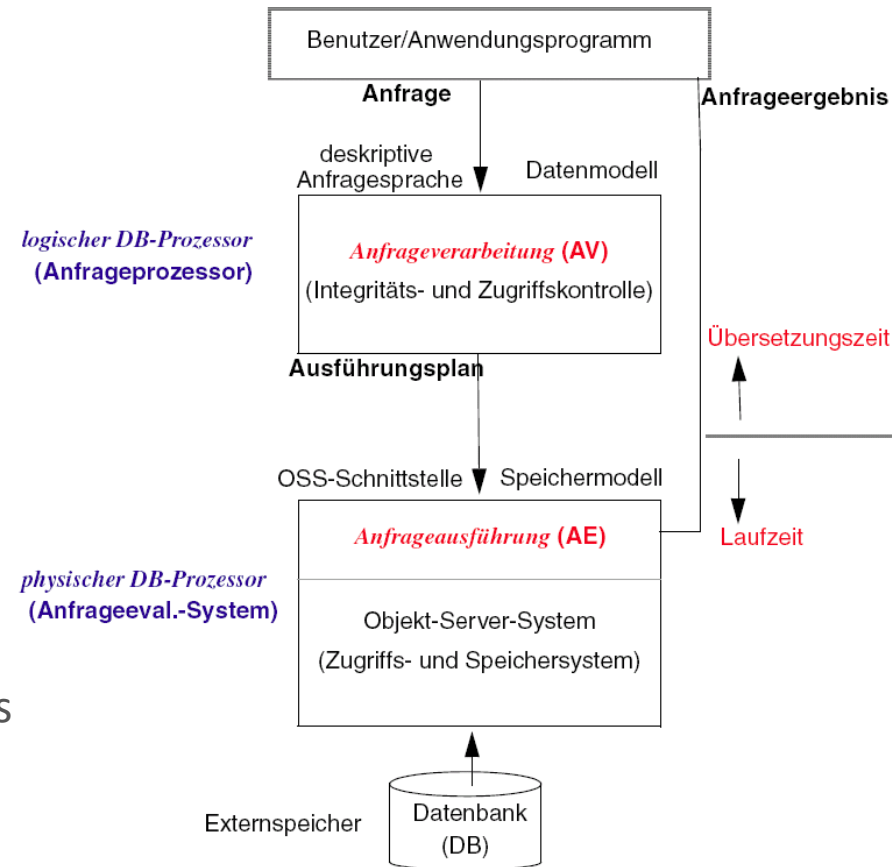 Benutzer/Anwendungsprogramm
Anfrage
Anfrageergebnis
deskriptive
Anfragesprache
Datenmodell
logischer DB-Prozessor
(Anfrageprozessor)
Anfrageverarbeitung (AV)
(Integritäts- und Zugriffskontrolle)
Übersetzungszeit
Ausführungsplan
OSS-Schnittstelle
Speichermodell
Laufzeit
Anfrageausführung (AE)
physischer DB-Prozessor
(Anfrageeval.-System)
Objekt-Server-System
(Zugriffs- und Speichersystem)
s
Externspeicher
Datenbank
(DB)